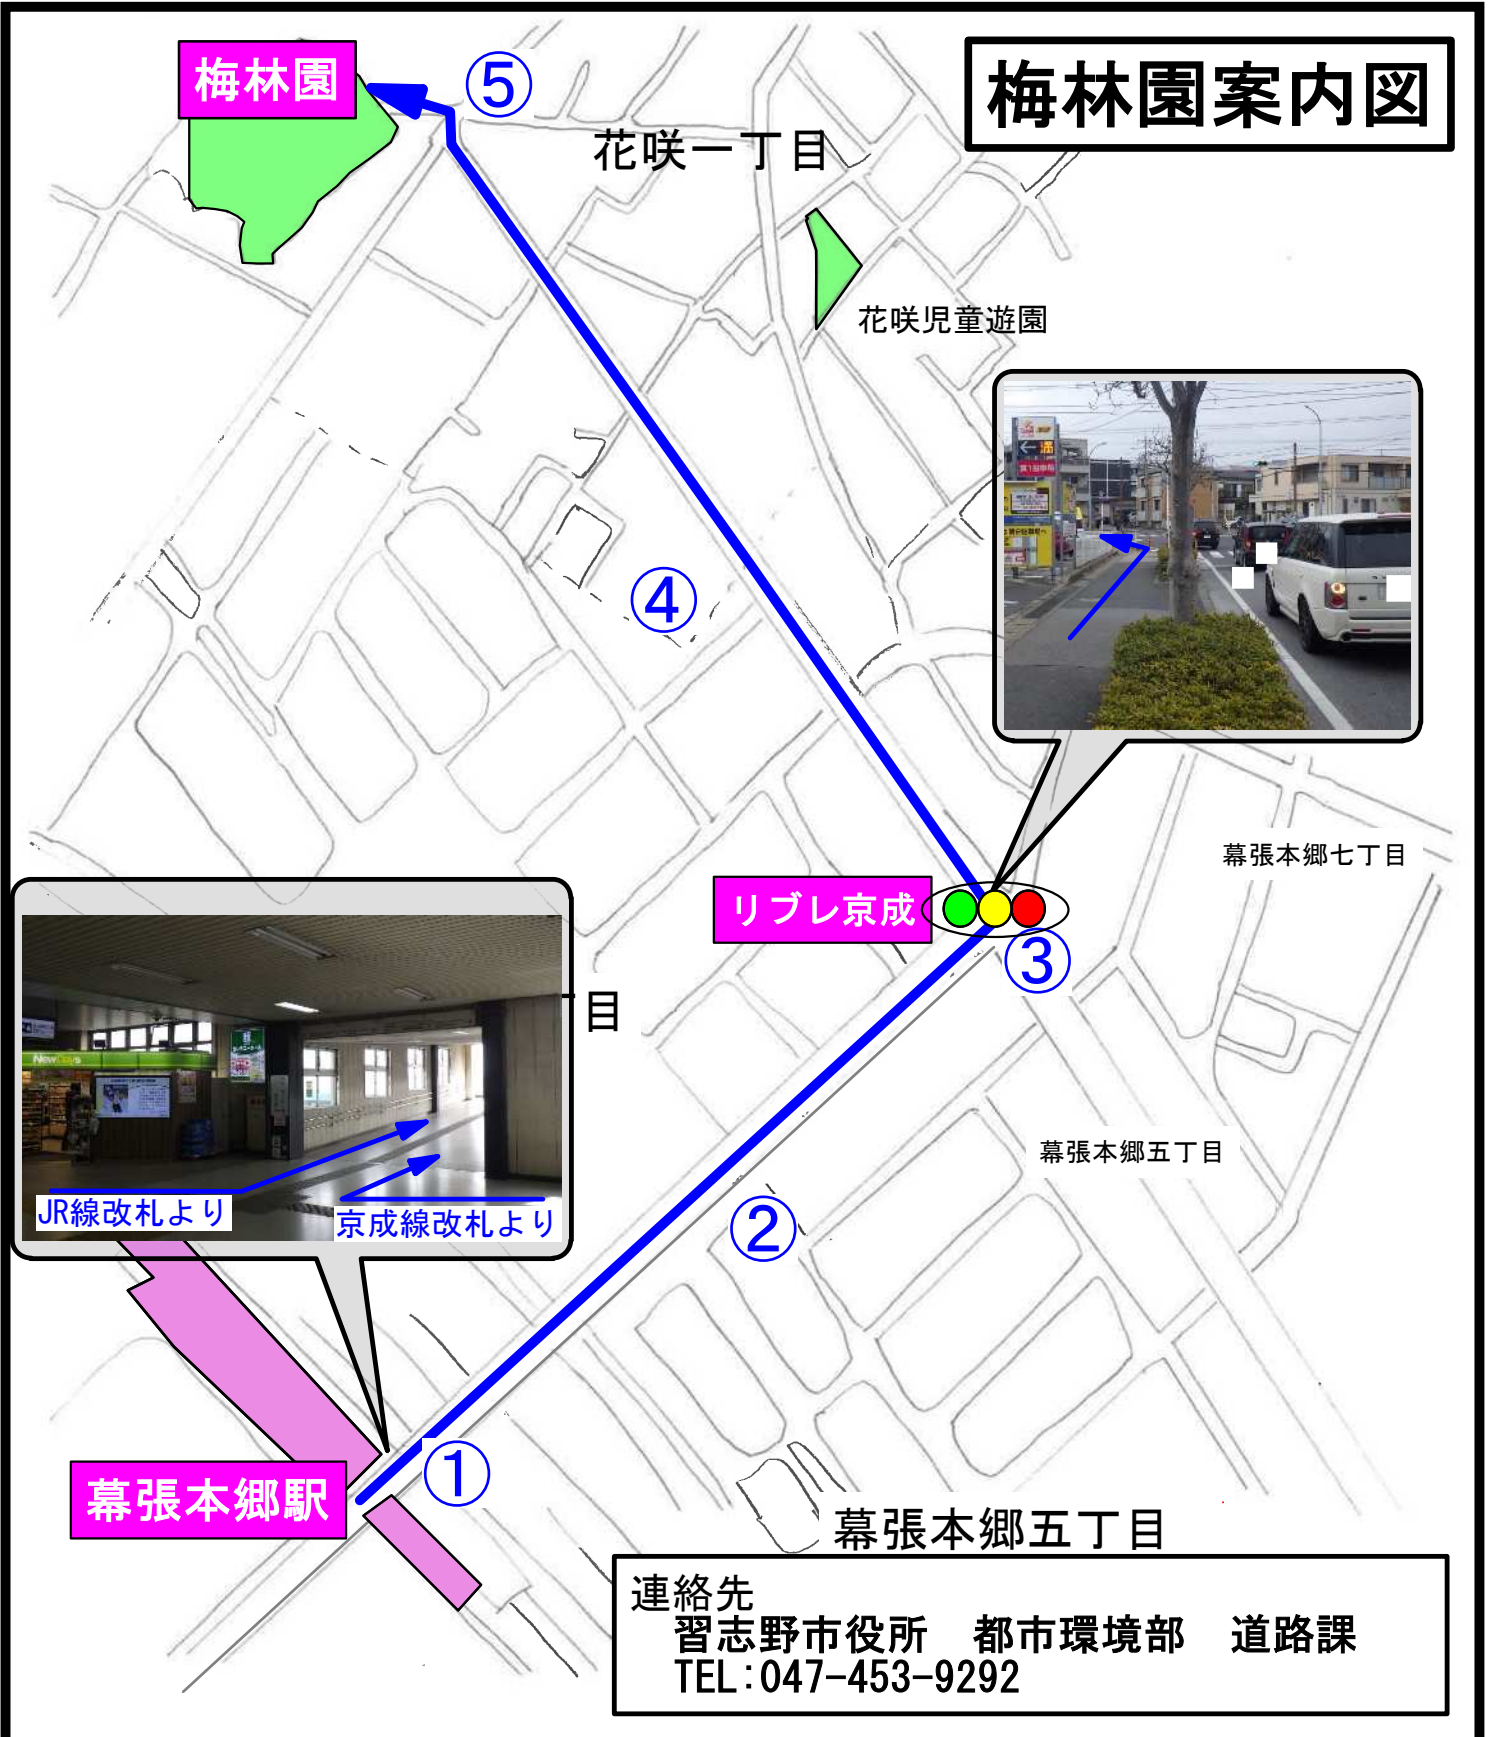 梅林園案内図
梅林園
⑤
花咲一丁目
花咲児童遊園
④
幕張本郷七丁目
リブレ京成
③
目
NewDays
JR線改札より
京成線改札より
幕張本郷五丁目
②
①
幕張本郷駅
幕張本郷五丁目
連絡先
習志野市役所　都市環境部　道路課
TEL:047-453-9292